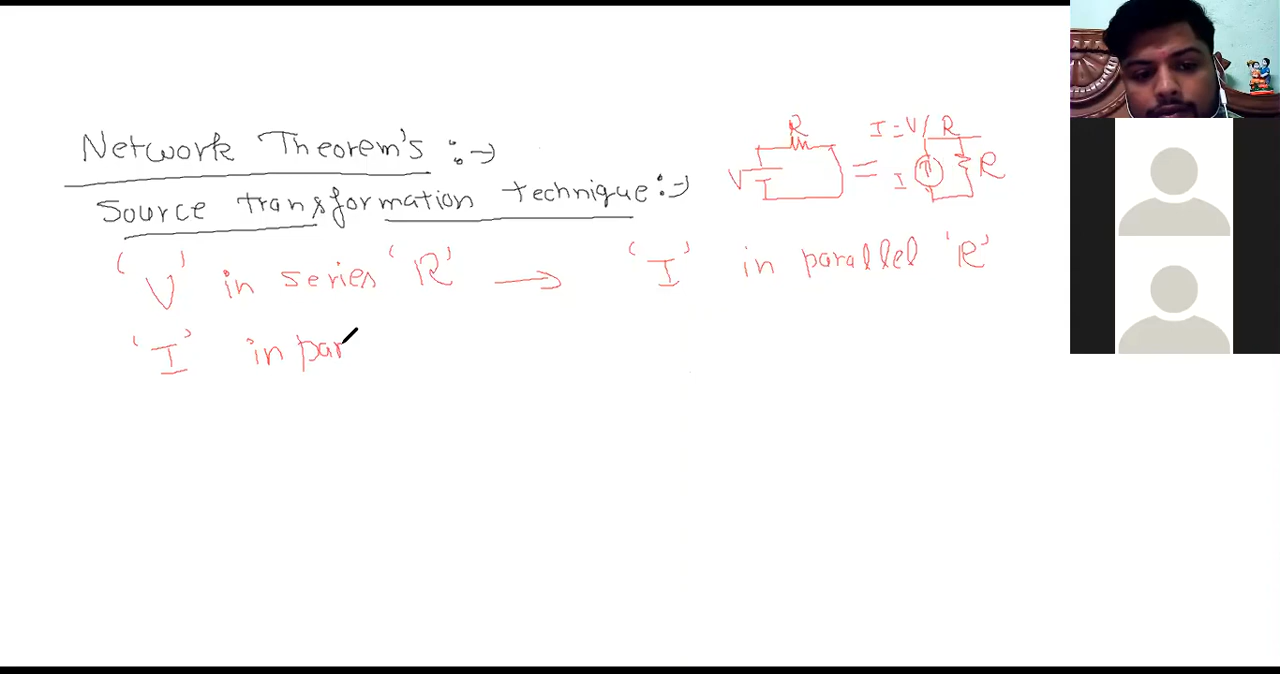 Network Theorem's :->
Source transformation technique :->
R
V
=
I = V/R
I
R
'V' in series 'R' → 'I' in parallel 'R'
'I' in par